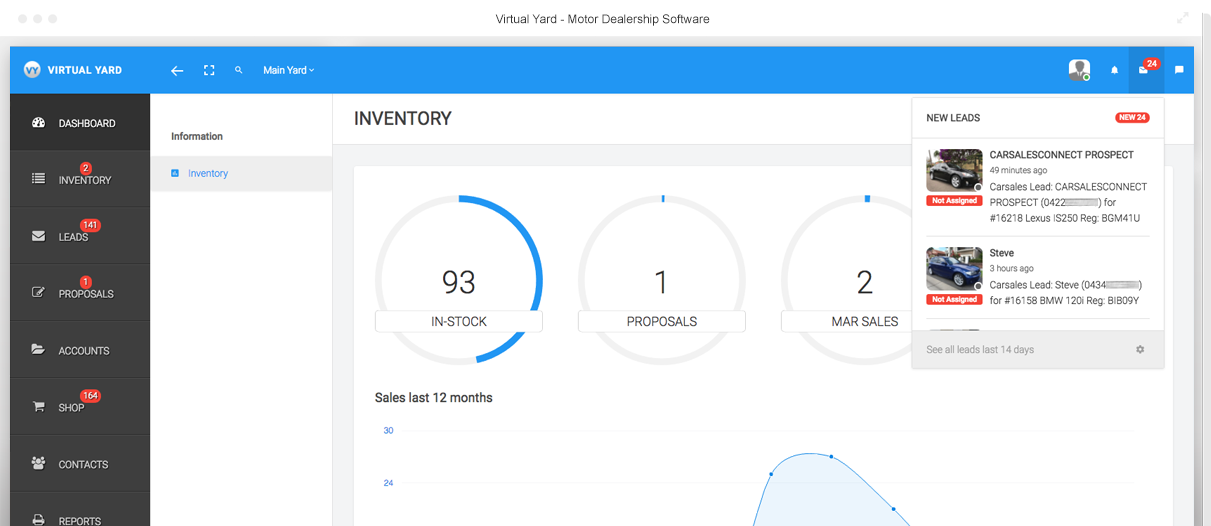 Virtual Yard - Motor Dealership Software
VY VIRTUAL YARD
Main Yard
24
DASHBOARD
2
INVENTORY
141
LEADS
1
PROPOSALS
ACCOUNTS
164
SHOP
CONTACTS
REPORTS
Information
Inventory
INVENTORY
93
IN-STOCK
1
PROPOSALS
2
MAR SALES
Sales last 12 months
30
24
NEW LEADS
NEW 24
CARSALESCONNECT PROSPECT
49 minutes ago
Carsales Lead: CARSALESCONNECT
PROSPECT (0422 ) for
#16218 Lexus IS250 Reg: BGM41U
Not Assigned
Steve
3 hours ago
Carsales Lead: Steve (0434 )
for #16158 BMW 120i Reg: BIB09Y
Not Assigned
See all leads last 14 days